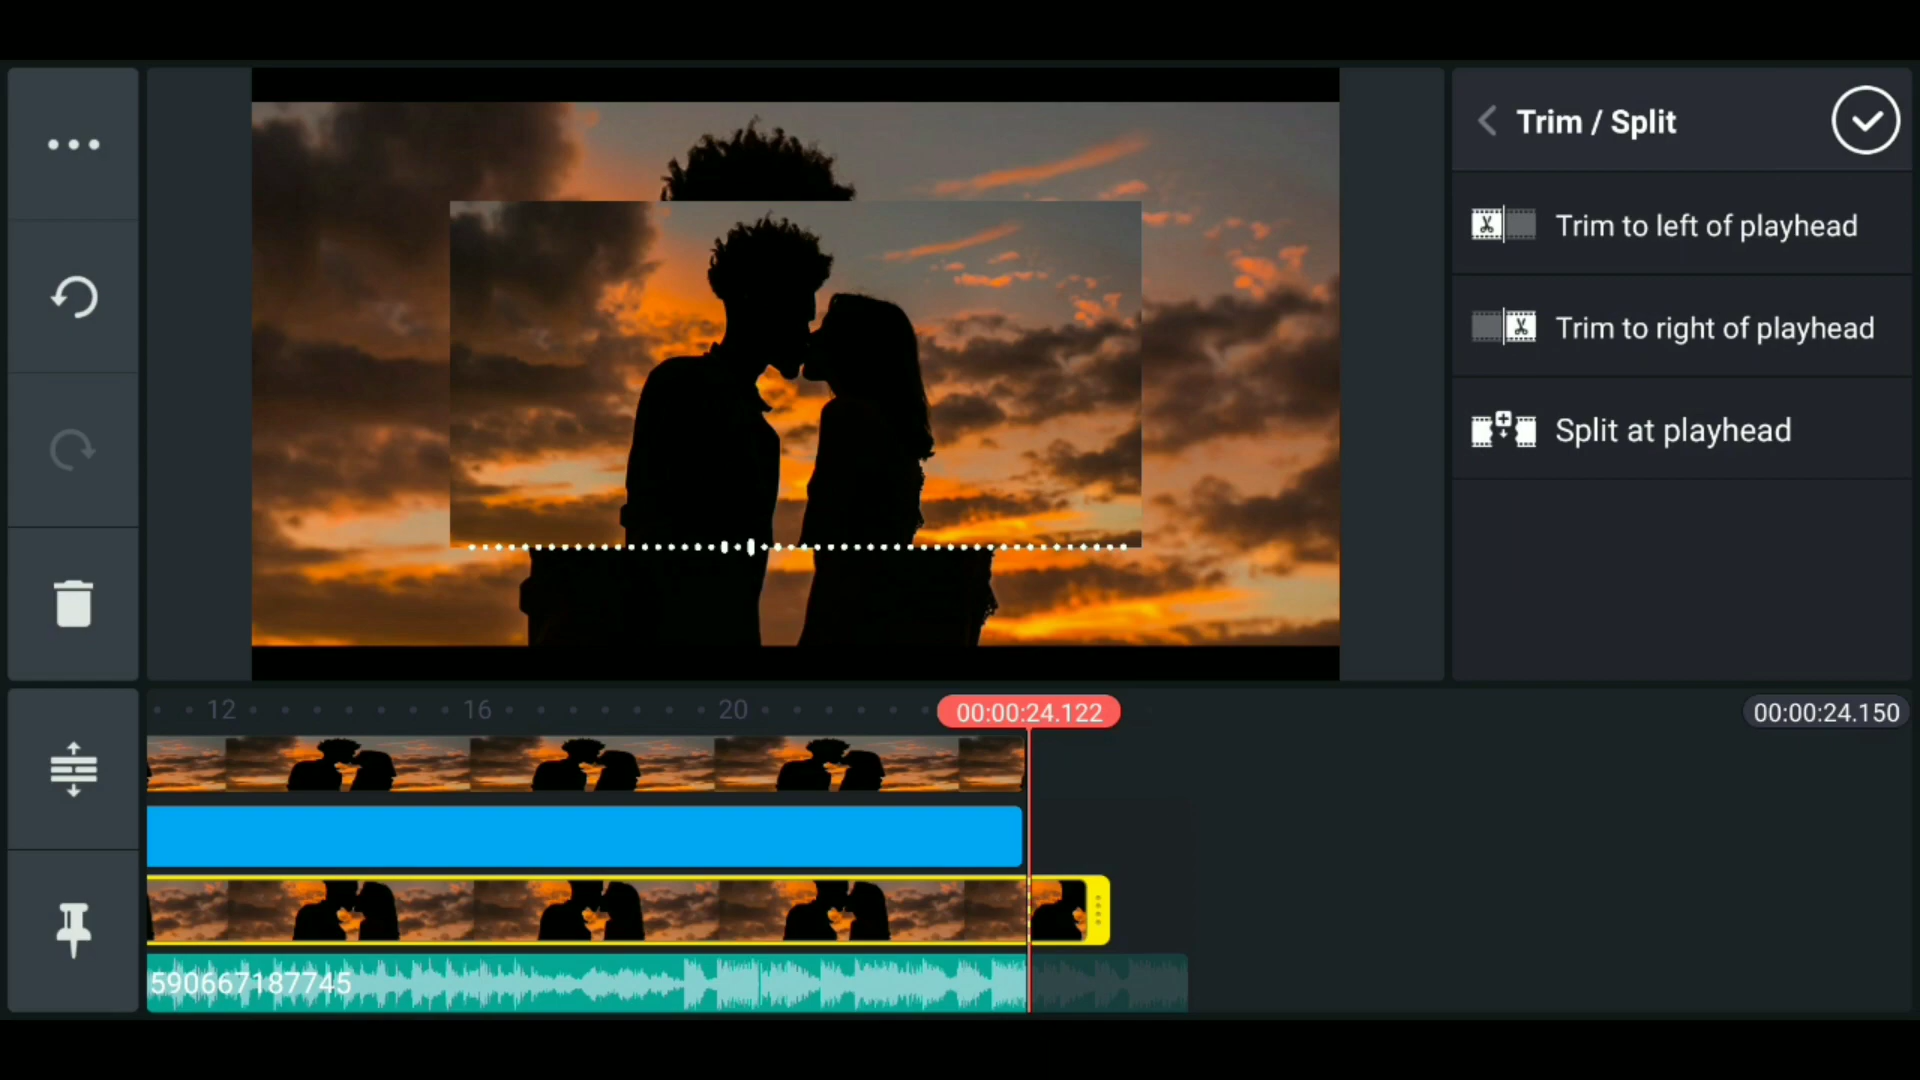 Trim / Split
Trim to left of playhead
Trim to right of playhead
Split at playhead
12
16
20
00:00:24.122
00:00:24.150
590667187745